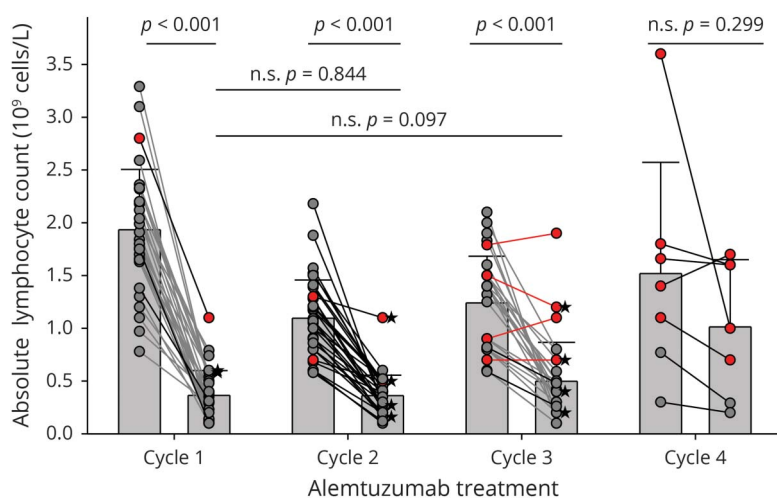 p < 0.001
p < 0.001
p < 0.001
n.s. p = 0.299
n.s. p = 0.844
n.s. p = 0.097
Absolute lymphocyte count (10⁹ cells/L)
3.5
3.0
2.5
2.0
1.5
1.0
0.5
0.0
Cycle 1
Cycle 2
Cycle 3
Cycle 4
Alemtuzumab treatment